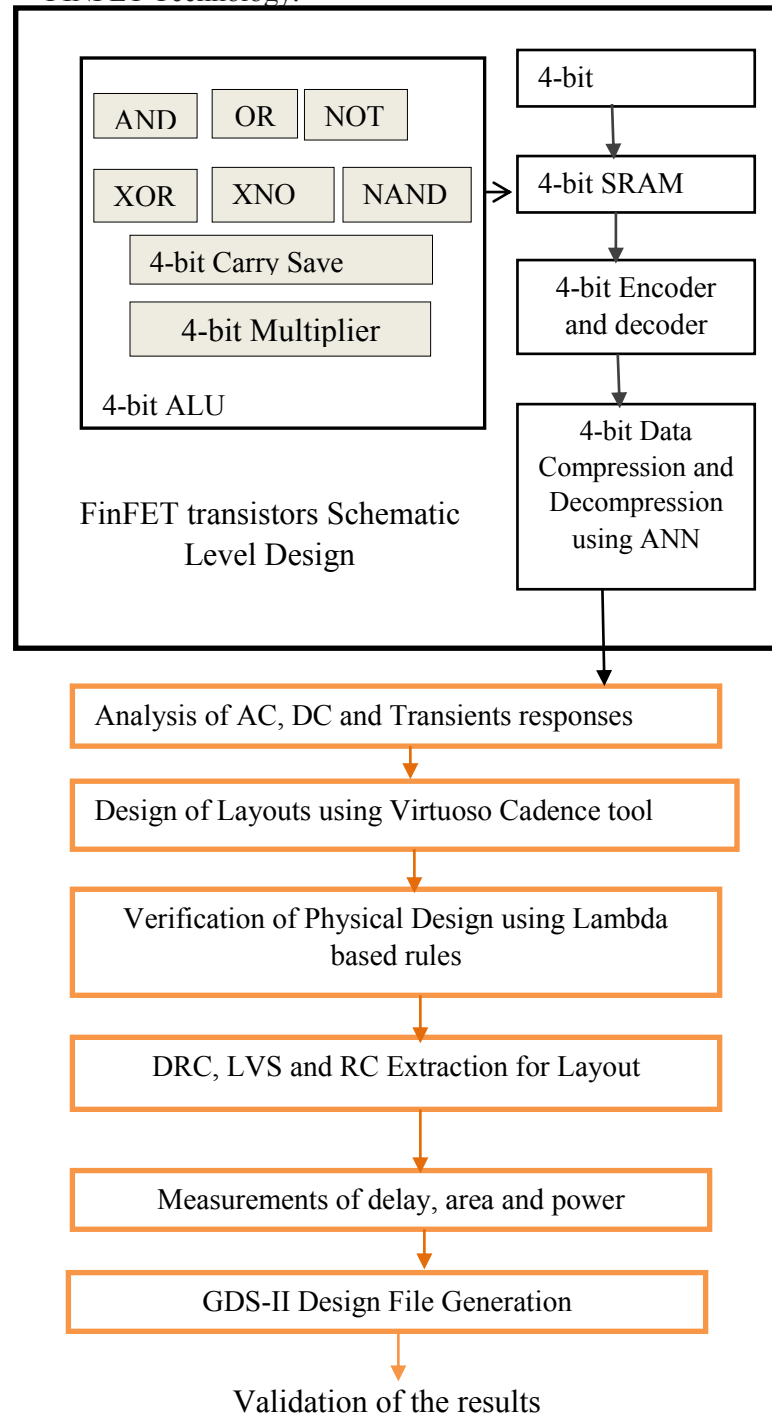 AND OR NOT
XOR XNO NAND
4-bit Carry Save
4-bit Multiplier
4-bit ALU
FinFET transistors Schematic
Level Design
4-bit
4-bit SRAM
4-bit Encoder
and decoder
4-bit Data
Compression and
Decompression
using ANN
Analysis of AC, DC and Transients responses
Design of Layouts using Virtuoso Cadence tool
Verification of Physical Design using Lambda
based rules
DRC, LVS and RC Extraction for Layout
Measurements of delay, area and power
GDS-II Design File Generation
Validation of the results